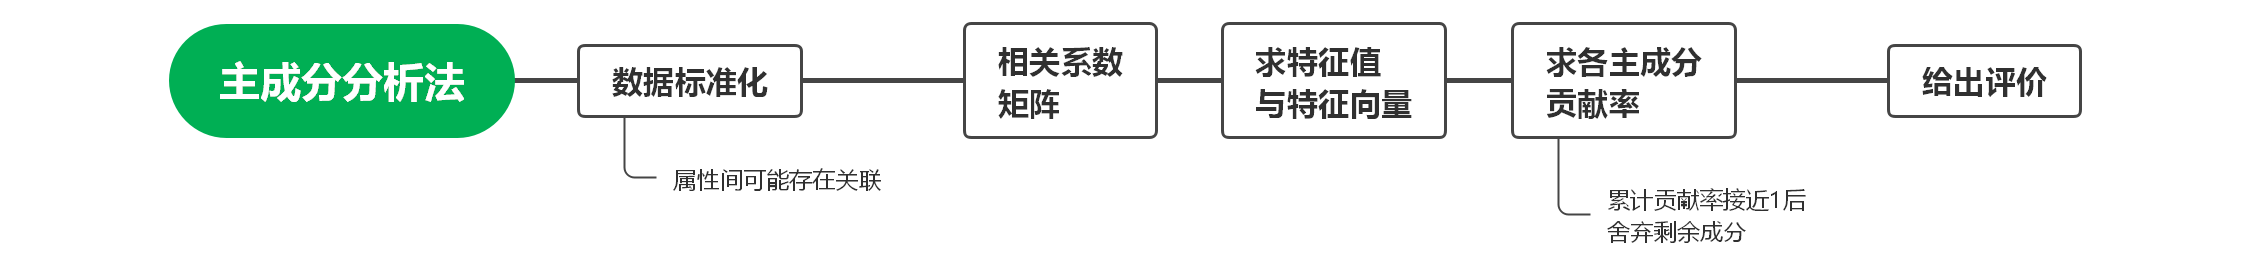 主成分分析法
数据标准化
属性间可能存在关联
相关系数
矩阵
求特征值
与特征向量
求各主成分
贡献率
累计贡献率接近1后
舍弃剩余成分
给出评价